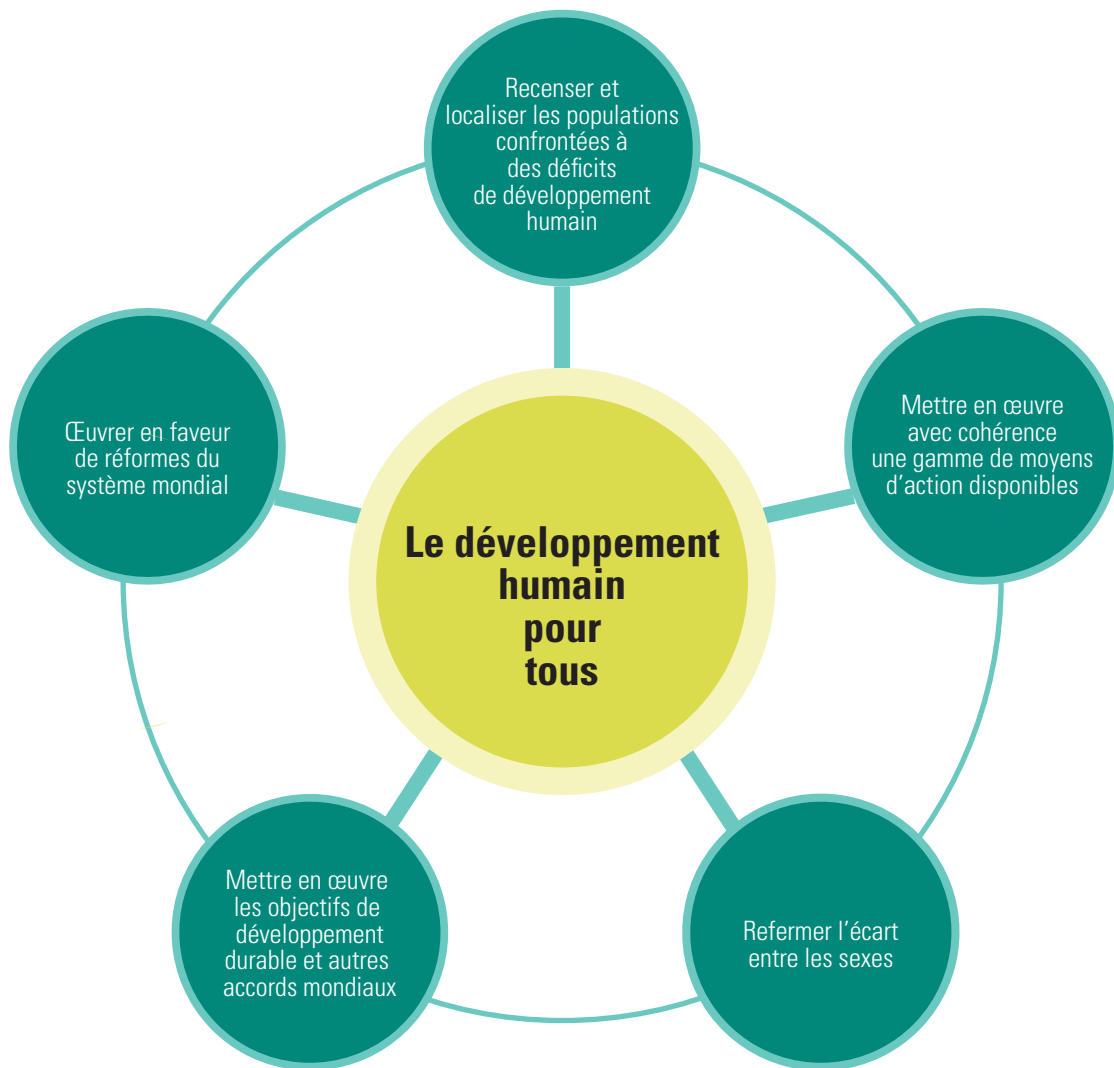 Recenser et
localiser les populations
confrontées à
des déficits
de développement
humain
Mettre en œuvre
avec cohérence
une gamme de moyens
d'action disponibles
Refermer l'écart
entre les sexes
Mettre en œuvre
les objectifs de
développement
durable et autres
accords mondiaux
Œuvrer en faveur
de réformes du
système mondial
Le développement
humain
pour
tous